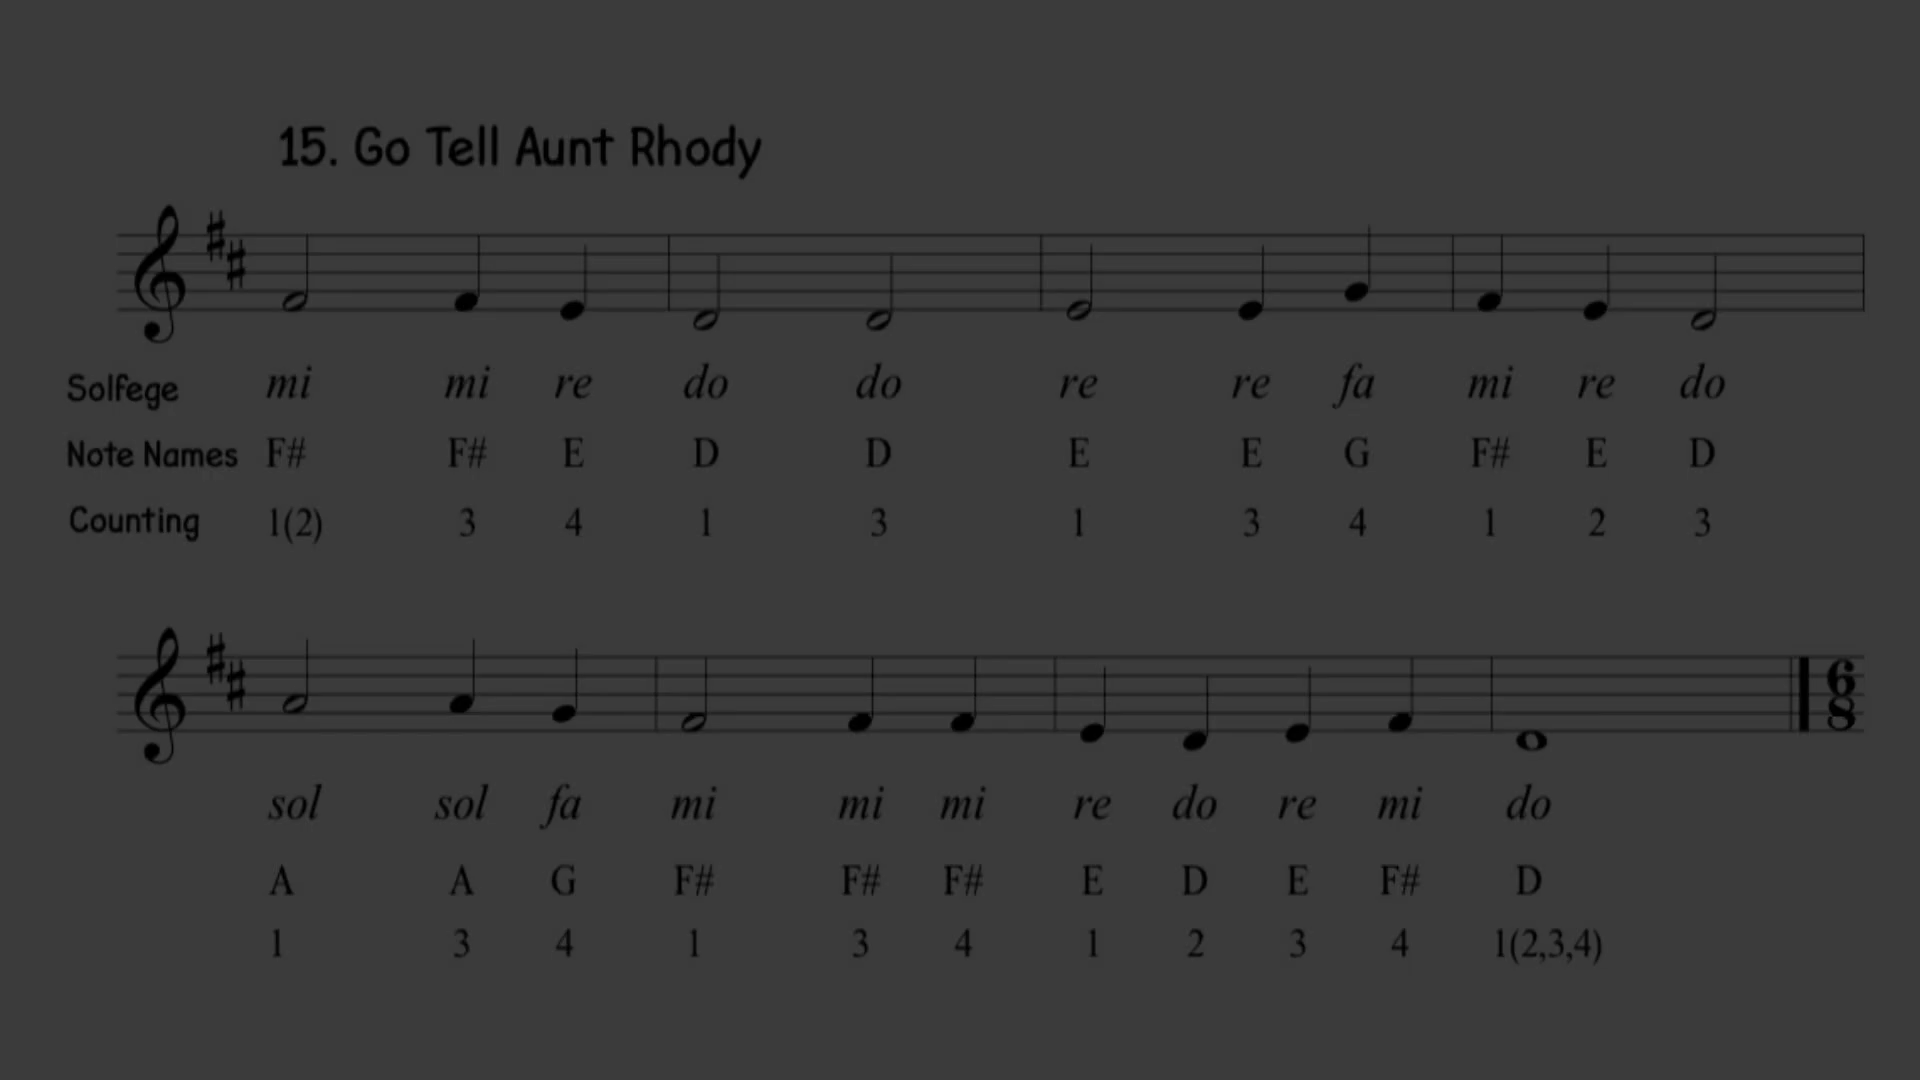 15. Go Tell Aunt Rhody
Solfege mi mi re do do re re fa mi re do
Note Names F# F# E D D E E G F# E D
Counting 1(2) 3 4 1 3 1 3 4 1 2 3
6
8
sol sol fa mi mi mi re do re mi do
A A G F# F# F# E D E F# D
1 3 4 1 3 4 1 2 3 4 1(2,3,4)